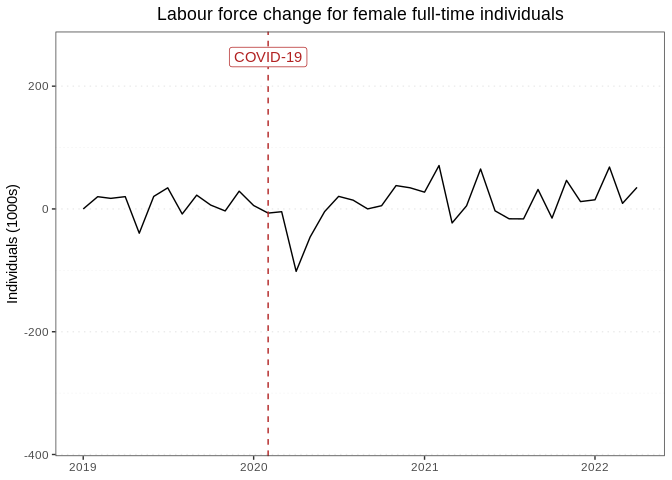 Labour force change for female full-time individuals
COVID-19
200
0
-200
-400
Individuals (1000s)
2019 2020 2021 2022